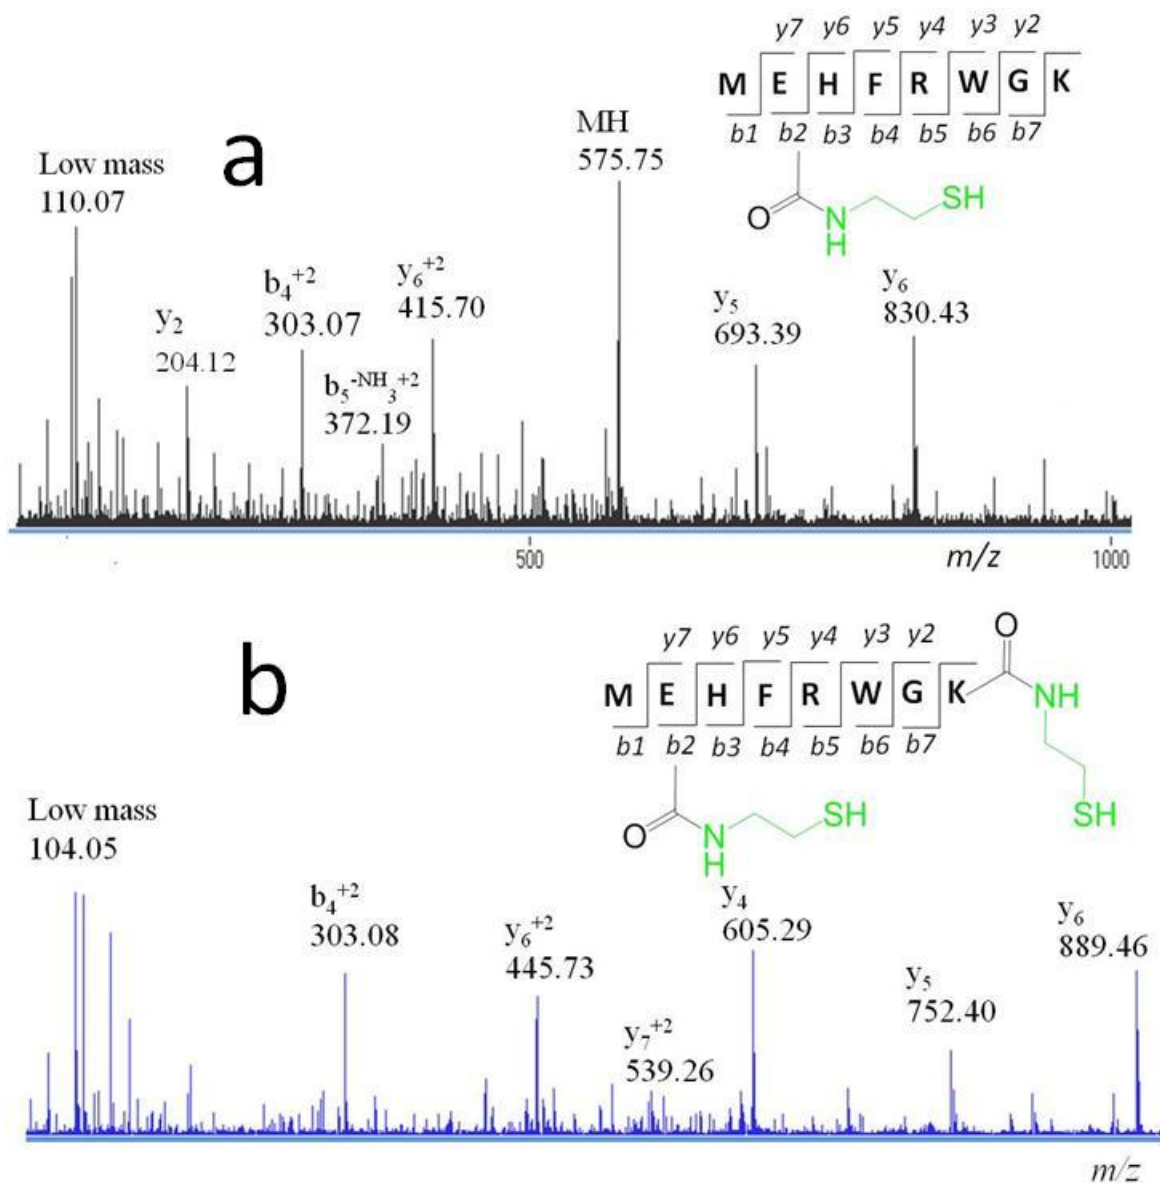 a
y7 y6 y5 y4 y3 y2
M E H F R W G K
b1 b2 b3 b4 b5 b6 b7
O N H SH
MH
575.75
Low mass
110.07
y2
204.12
b4+2
303.07
b5-NH3+2
372.19
y6+2
415.70
y5
693.39
y6
830.43
500 m/z 1000
b
y7 y6 y5 y4 y3 y2
M E H F R W G K
b1 b2 b3 b4 b5 b6 b7
O
NH
SH
O N H SH
Low mass
104.05
b4+2
303.08
y6+2
445.73
y7+2
539.26
y4
605.29
y5
752.40
y6
889.46
m/z